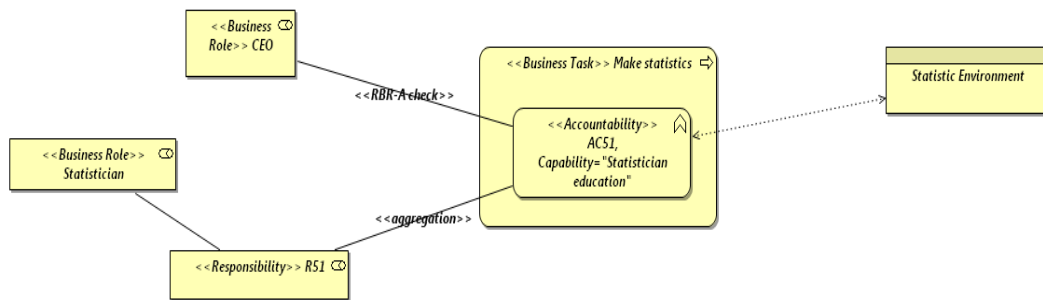 <<Business
Role>> CEO
<<Business Task>> Make statistics
Statistic Environment
<<RBR-A check>>
<<Accountability>>
AC51,
Capability="Statistician
education"
<<Business Role>>
Statistician
<<aggregation>>
<<Responsibility>> R51